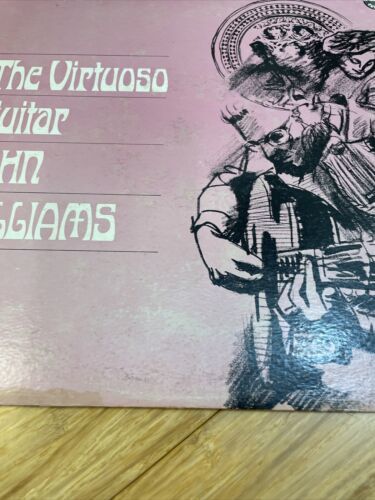 The Virtuoso
uitar
HN
LLIAMS